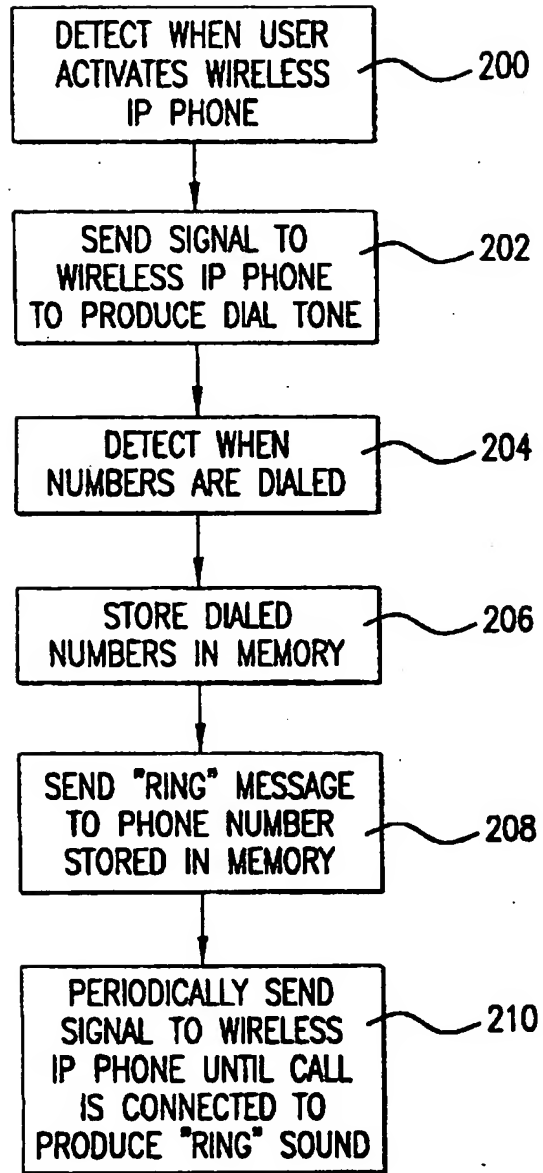 DETECT WHEN USER
ACTIVATES WIRELESS
IP PHONE
200
SEND SIGNAL TO
WIRELESS IP PHONE
TO PRODUCE DIAL TONE
202
DETECT WHEN
NUMBERS ARE DIALED
204
STORE DIALED
NUMBERS IN MEMORY
206
SEND "RING" MESSAGE
TO PHONE NUMBER
STORED IN MEMORY
208
PERIODICALLY SEND
SIGNAL TO WIRELESS
IP PHONE UNTIL CALL
IS CONNECTED TO
PRODUCE "RING" SOUND
210